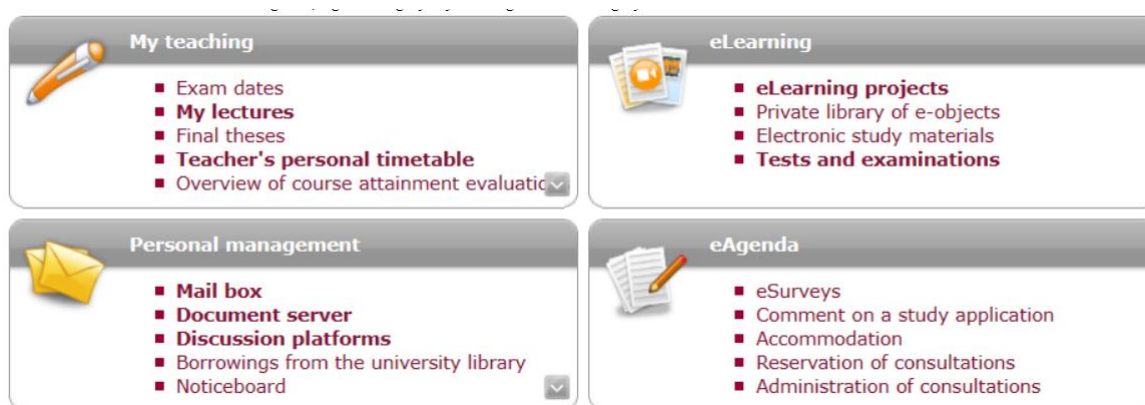 My teaching
Exam dates
My lectures
Final theses
Teacher's personal timetable
Overview of course attainment
eLearning
eLearning projects
Private library of e-objects
Electronic study materials
Tests and examinations
Personal management
Mail box
Document server
Discussion platforms
Borrowings from the university library
Noticeboard
eAgenda
eSurveys
Comment on a study application
Accommodation
Reservation of consultations
Administration of consultations